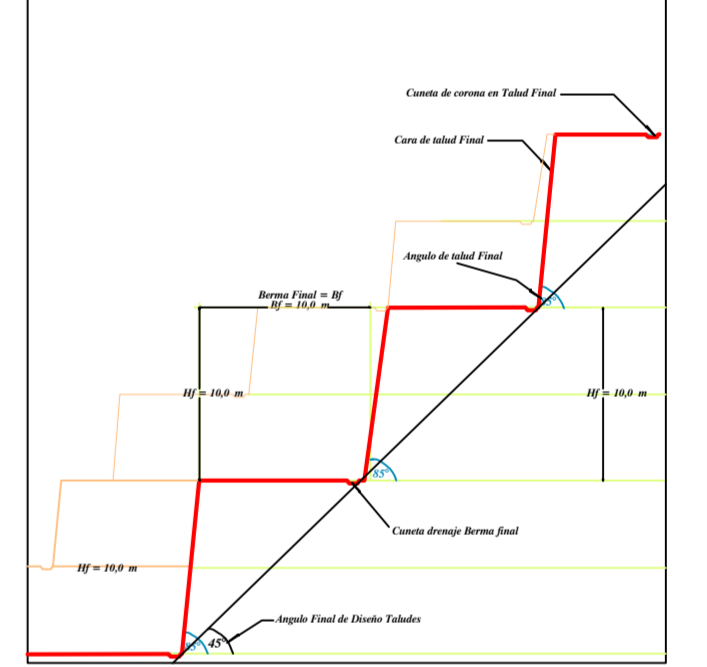 Cuneta de corona en Talud Final
Cara de talud Final
Angulo de talud Final
Berma Final = Bf
Bf = 10,0 m
Hf = 10,0 m
Hf = 10,0 m
85°
Cuneta drenaje Berma final
Hf = 10,0 m
Angulo Final de Diseño Taludes
45°